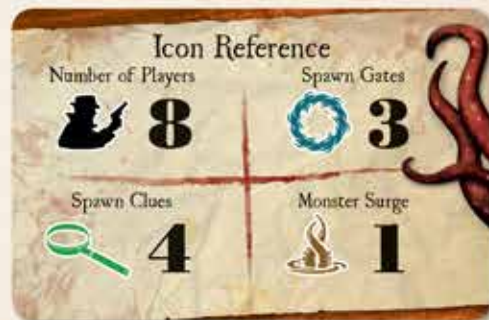 Icon Reference
Number of Players
8
Spawn Gates
3
Spawn Clues
4
Monster Surge
1